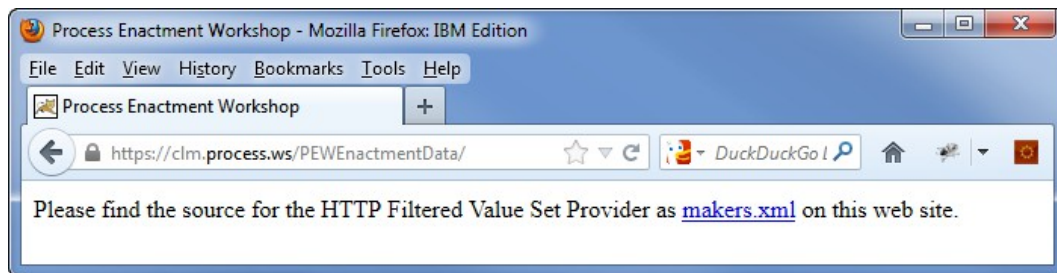 Process Enactment Workshop - Mozilla Firefox: IBM Edition
File Edit View History Bookmarks Tools Help
Process Enactment Workshop
https://clm.process.ws/PEWEnactmentData/ DuckDuckGo
Please find the source for the HTTP Filtered Value Set Provider as makers.xml on this web site.